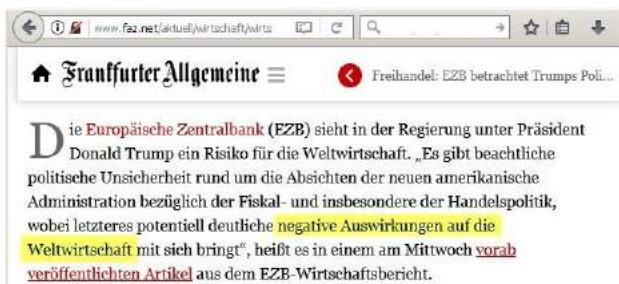 www.faz.net/aktuell/wirtschaft/wirts
Frankfurter Allgemeine
Freihandel: EZB betrachtet Trumps Poli...
Die Europäische Zentralbank (EZB) sieht in der Regierung unter Präsident
Donald Trump ein Risiko für die Weltwirtschaft. „Es gibt beachtliche
politische Unsicherheit rund um die Absichten der neuen amerikanische
Administration bezüglich der Fiskal- und insbesondere der Handelspolitik,
wobei letzteres potentiell deutliche negative Auswirkungen auf die
Weltwirtschaft mit sich bringt“, heißt es in einem am Mittwoch vorab
veröffentlichten Artikel aus dem EZB-Wirtschaftsbericht.